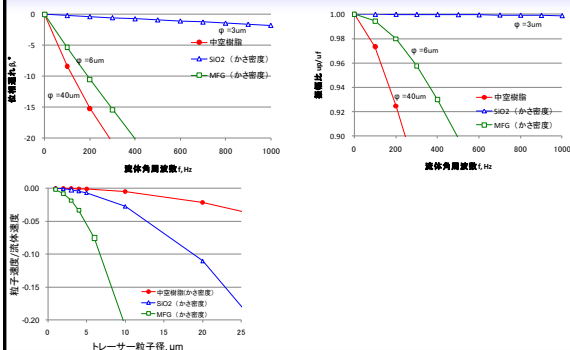 0
-5
-10
-15
-20
位相遅れβ°
φ=3um
φ=6um
φ=40um
中空樹脂
SiO2（かさ密度）
MFG（かさ密度）
0 200 400 600 800 1000
流体角周波数f, Hz
1.00
0.98
0.96
0.94
0.92
0.90
振幅比 up/uf
φ=3um
φ=6um
φ=40um
中空樹脂
SiO2（かさ密度）
MFG（かさ密度）
0 200 400 600 800 1000
流体角周波数f, Hz
0.00
-0.05
-0.10
-0.15
-0.20
粒子速度/流体速度
中空樹脂(かさ密度)
SiO2（かさ密度）
MFG（かさ密度）
0 5 10 15 20 25
トレーサー粒子径, um